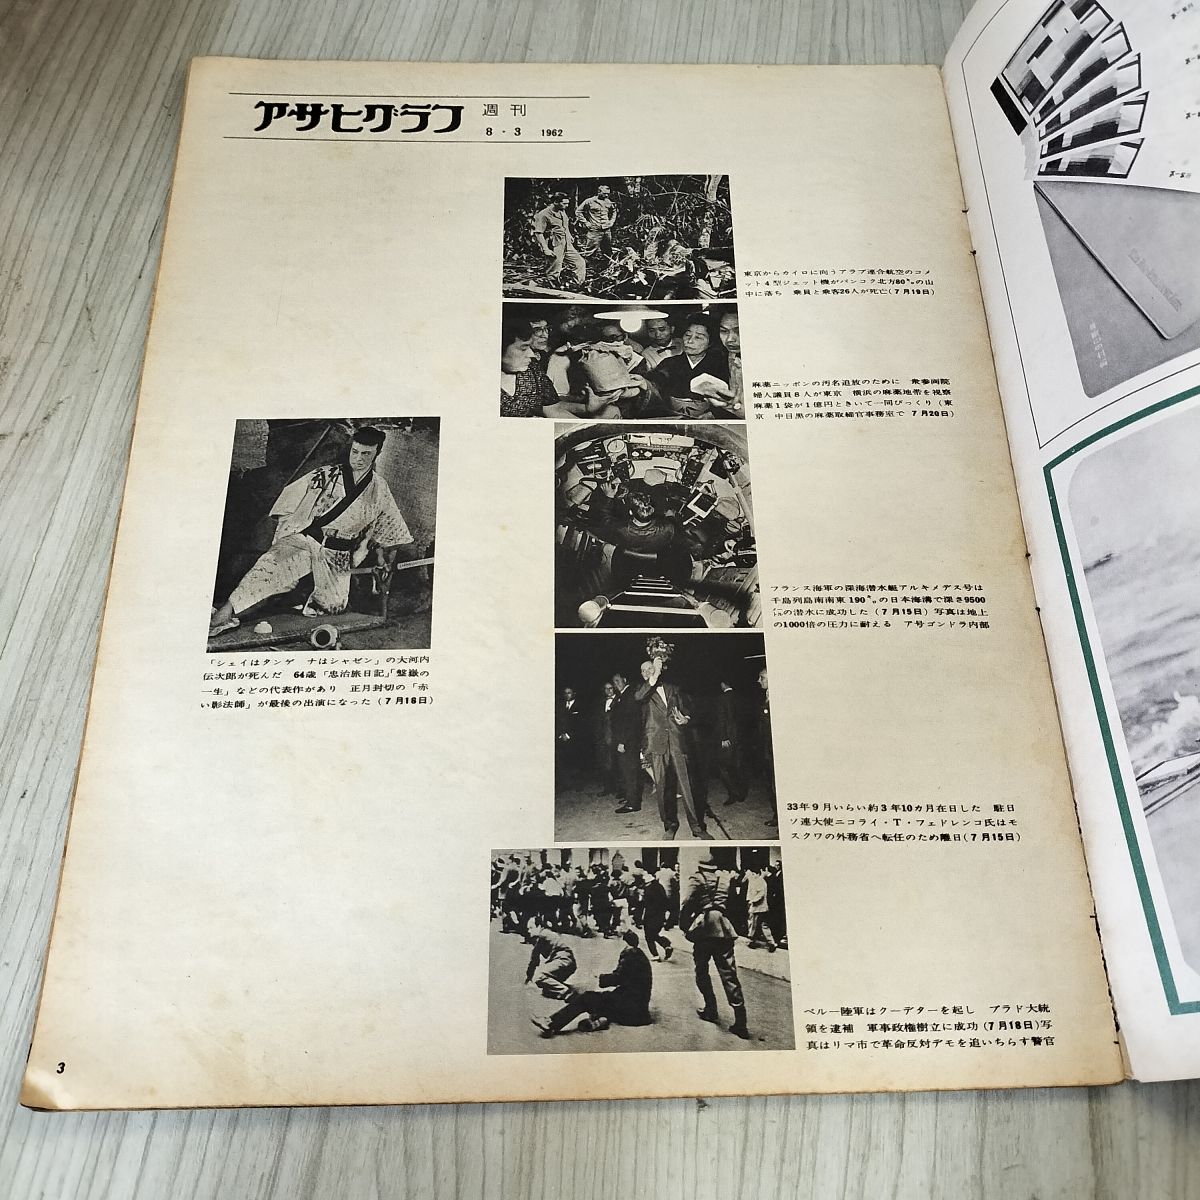 アサヒグラフ
週刊
8・3 1962
東京からカイロに向うアラブ連合航空のコメ
ット4型ジェット機がバンコク北方80㌔の山
中に落ち 乗員と乗客26人が死亡(7月19日)
麻薬ニッポンの汚名追放のために 衆参両院
婦人議員8人が東京 横浜の麻薬地帯を視察
麻薬1袋が1億円ときいて一同びっくり(東
京 中目黒の麻薬取締官事務室で 7月20日)
フランス海軍の深海潜水艇アルキメデス号は
千島列島南南東190㌔の日本海溝で深さ9500
㍍の潜水に成功した(7月15日)写真は地上
の1000倍の圧力に耐える ア号ゴンドラ内部
「シェイはタンゲ ナはシャゼン」の大河内
伝次郎が死んだ 64歳「忠治旅日記」「盤嶽の
一生」などの代表作があり 正月封切の「赤
い影法師」が最後の出演になった(7月18日)
33年9月いらい約3年10カ月在日した 駐日
ソ連大使ニコライ・T・フェドレンコ氏はモ
スクワの外務省へ転任のため離日(7月15日)
ペルー陸軍はクーデターを起し プラド大統
領を逮捕 軍事政権樹立に成功(7月18日)写
真はリマ市で革命反対デモを追いちらす警官
3